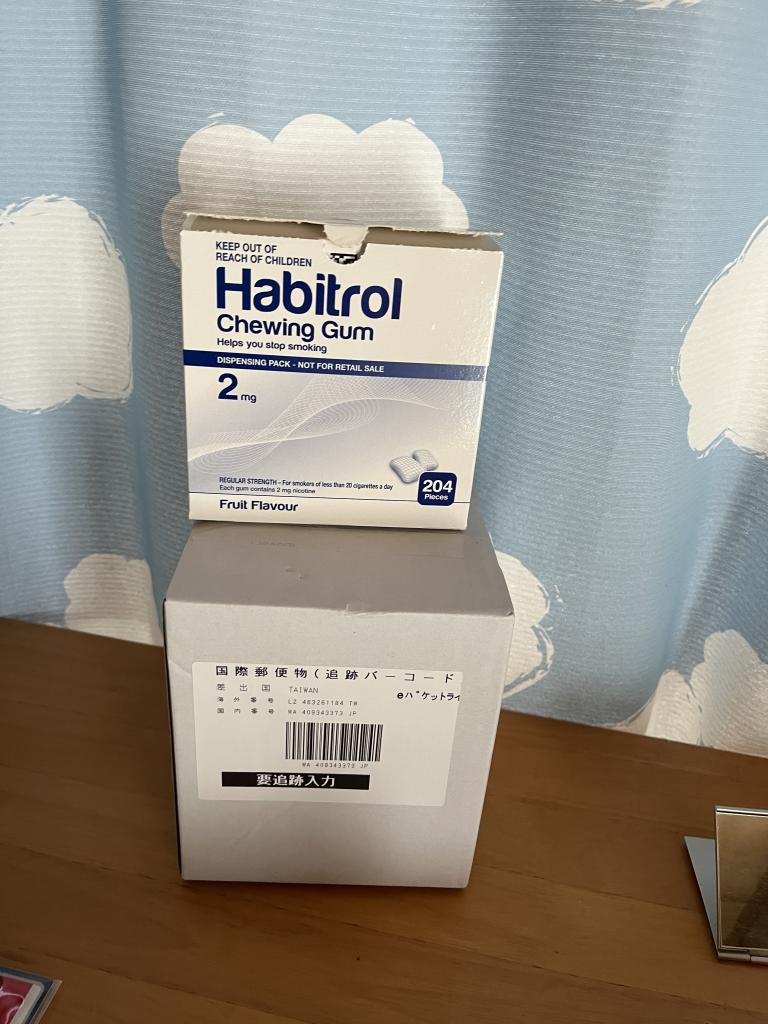 KEEP OUT OF
REACH OF CHILDREN
Habitrol
Chewing Gum
Helps you stop smoking
DISPENSING PACK - NOT FOR RETAIL SALE
2 mg
REGULAR STRENGTH – For smokers of less than 20 cigarettes a day
Each gum contains 2 mg nicotine
204
Pieces
Fruit Flavour
国際郵便物(追跡バーコード
差出国 TAIWAN
eパケットライ
海外番号 LZ 463261184 TW
国内番号 WA 409343373 JP
WA 409343373 JP
要追跡入力